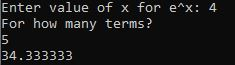 Enter value of x for e^x: 4
For how many terms?
5
34.333333